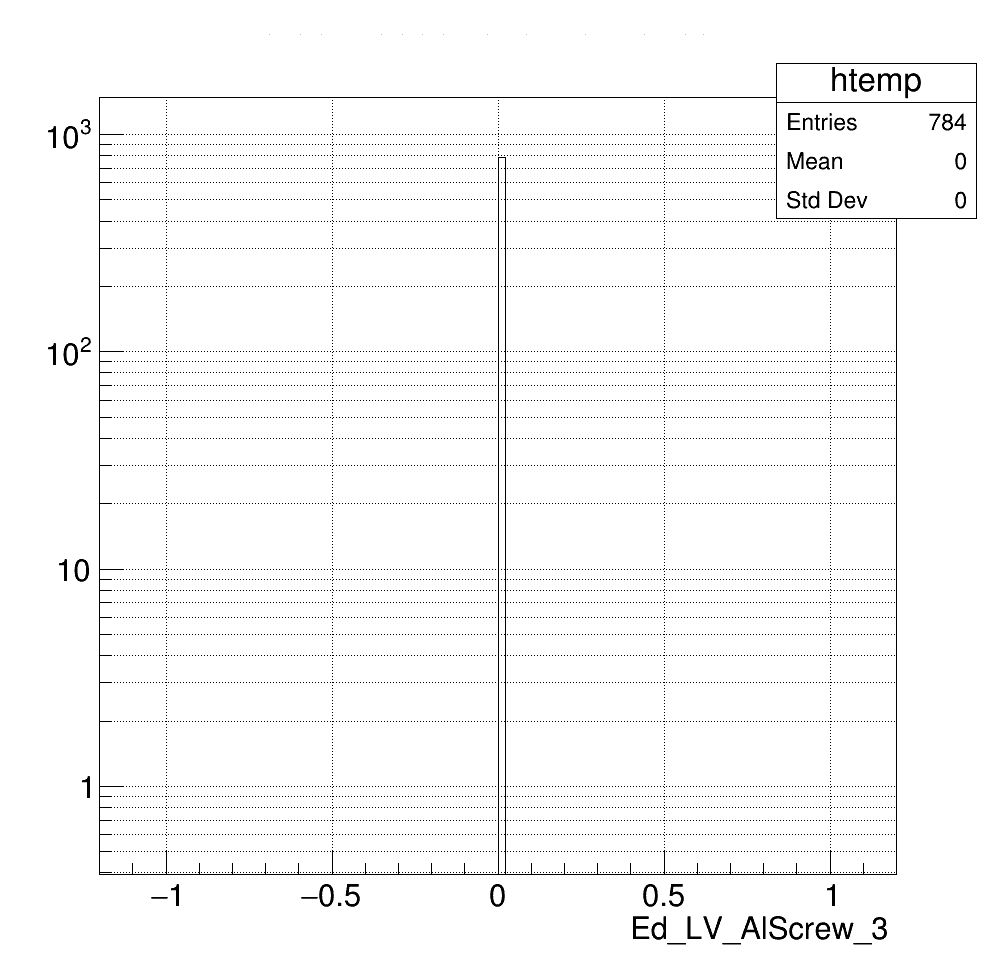 htemp
Entries 784
Mean 0
Std Dev 0
10³
10²
10
1
−1 −0.5 0 0.5 1
Ed_LV_AlScrew_3